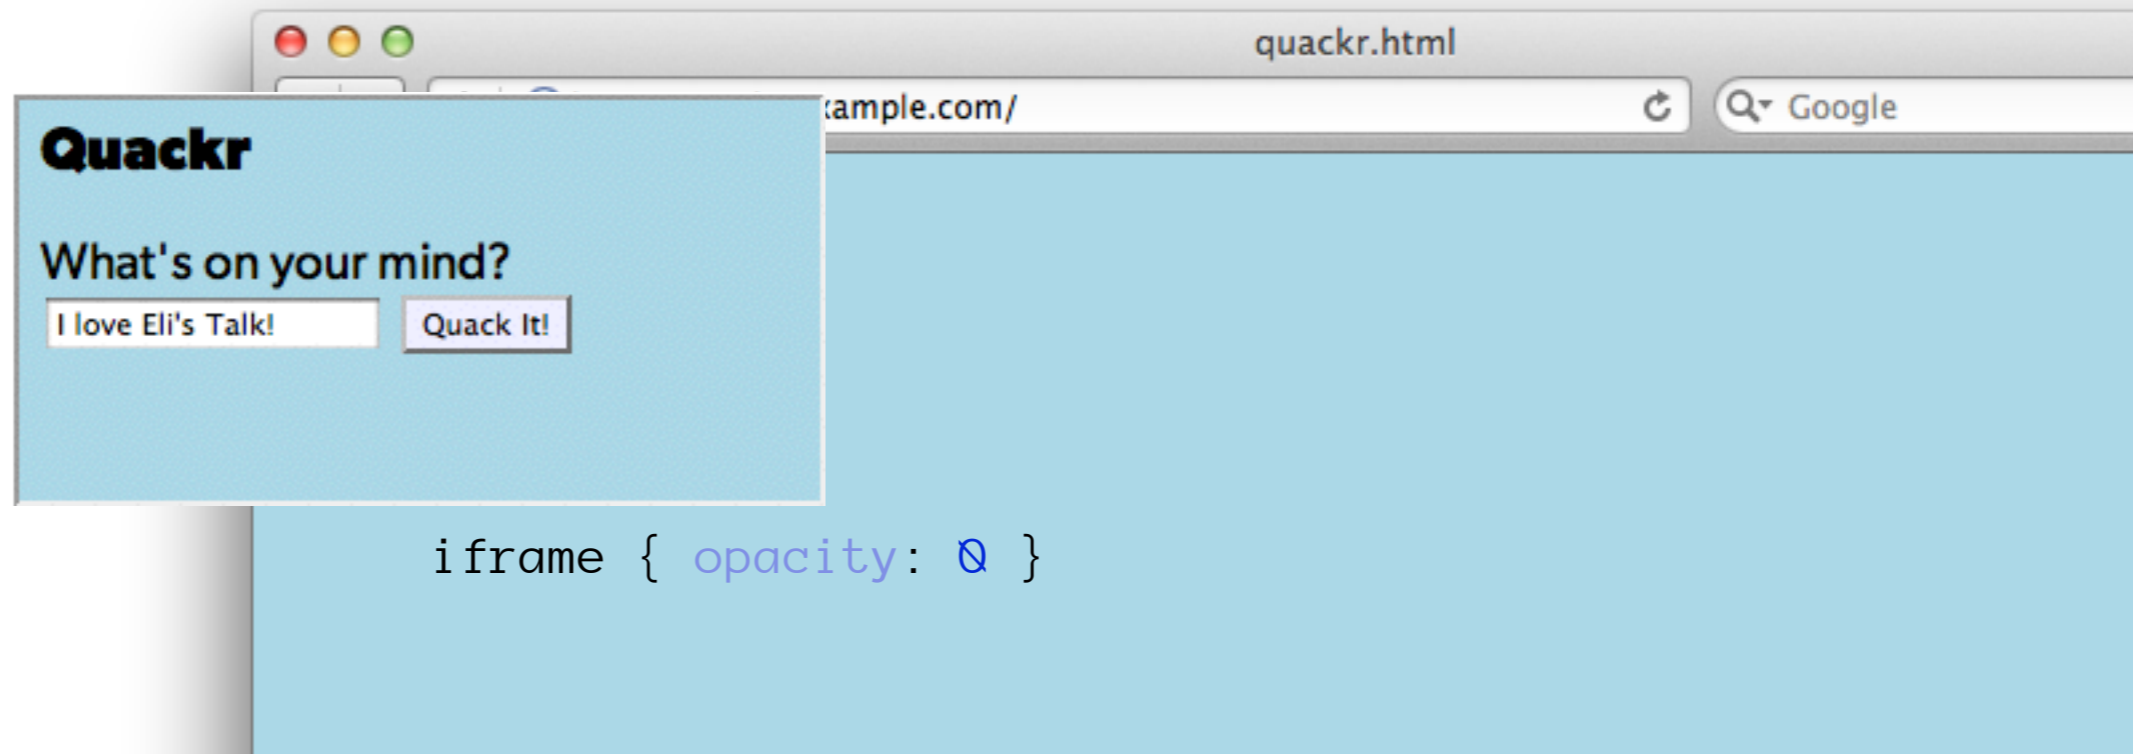 quackr.html
ample.com/
Google
Quackr
What's on your mind?
I love Eli's Talk!
Quack It!
iframe { opacity: 0 }